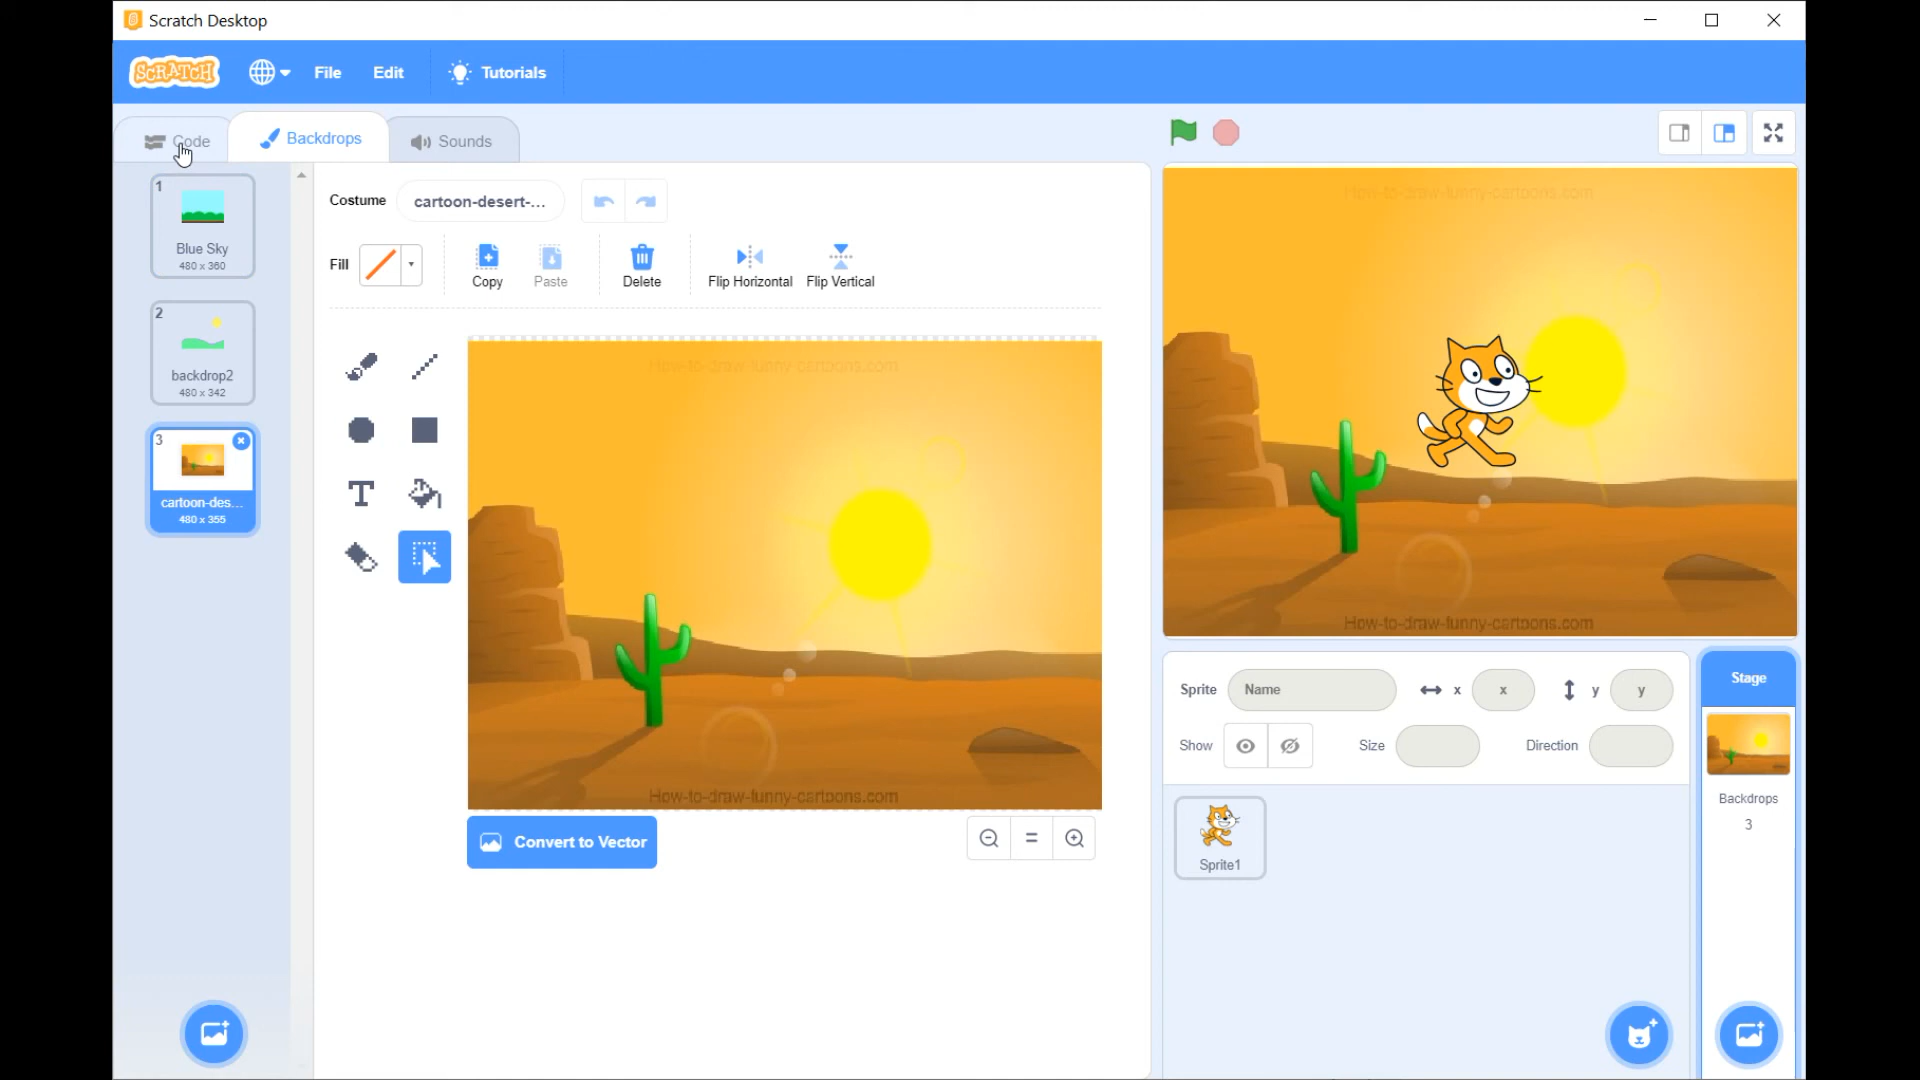 Scratch Desktop
SCRATCH
File
Edit
Tutorials
Code
Backdrops
Sounds
1
Blue Sky
480 x 360
2
backdrop2
480 x 342
3
cartoon-des...
480 x 355
Costume
cartoon-desert-...
Fill
Copy
Paste
Delete
Flip Horizontal
Flip Vertical
T
How-to-draw-funny-cartoons.com
How-to-draw-funny-cartoons.com
Convert to Vector
How-to-draw-funny-cartoons.com
How-to-draw-funny-cartoons.com
Sprite
Name
x
x
y
y
Show
Size
Direction
Sprite1
Stage
Backdrops
3